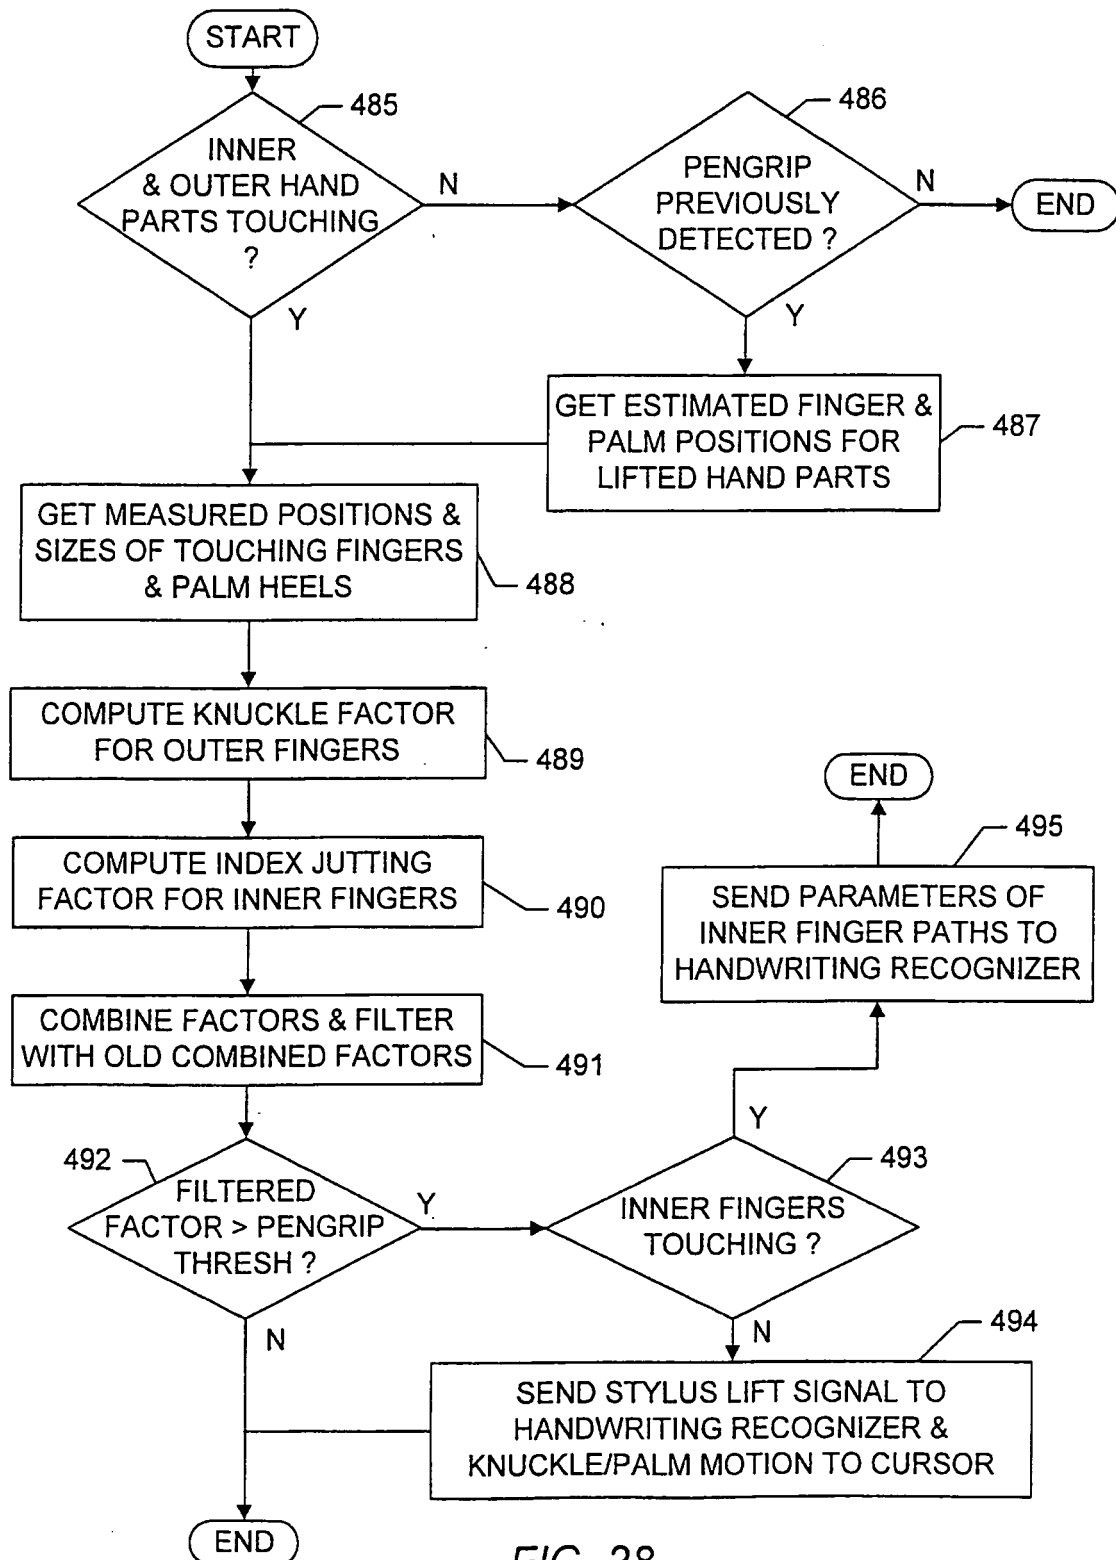 START
485
INNER
& OUTER HAND
PARTS TOUCHING
?
N
Y
486
PENGRIP
PREVIOUSLY
DETECTED ?
N
END
Y
GET ESTIMATED FINGER &
PALM POSITIONS FOR
LIFTED HAND PARTS
487
GET MEASURED POSITIONS &
SIZES OF TOUCHING FINGERS
& PALM HEELS
488
COMPUTE KNUCKLE FACTOR
FOR OUTER FINGERS
489
COMPUTE INDEX JUTTING
FACTOR FOR INNER FINGERS
490
COMBINE FACTORS & FILTER
WITH OLD COMBINED FACTORS
491
492
FILTERED
FACTOR > PENGRIP
THRESH ?
Y
N
493
INNER FINGERS
TOUCHING ?
Y
N
495
SEND PARAMETERS OF
INNER FINGER PATHS TO
HANDWRITING RECOGNIZER
END
494
SEND STYLUS LIFT SIGNAL TO
HANDWRITING RECOGNIZER &
KNUCKLE/PALM MOTION TO CURSOR
END
FIG. 28